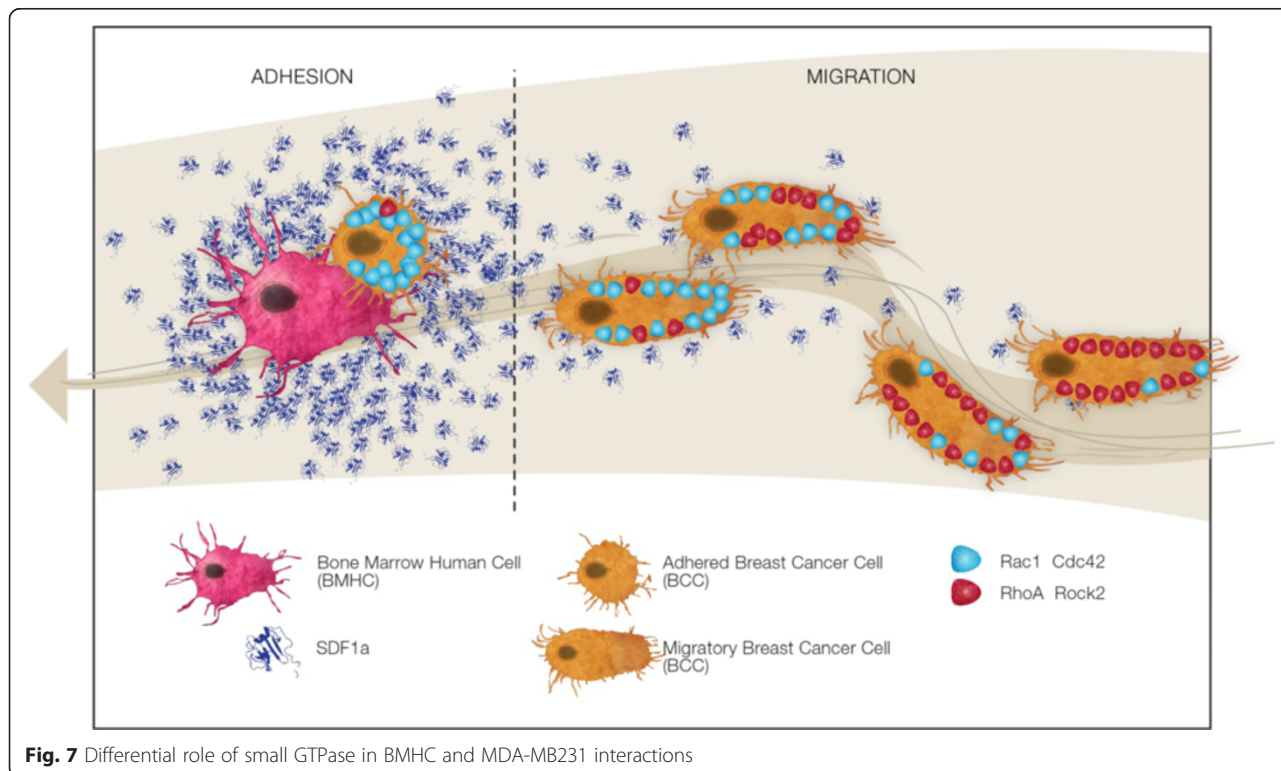 ADHESION
MIGRATION
Bone Marrow Human Cell
(BMHC)
SDF1a
Adhered Breast Cancer Cell
(BCC)
Migratory Breast Cancer Cell
(BCC)
Rac1 Cdc42
RhoA Rock2
Fig. 7 Differential role of small GTPase in BMHC and MDA-MB231 interactions